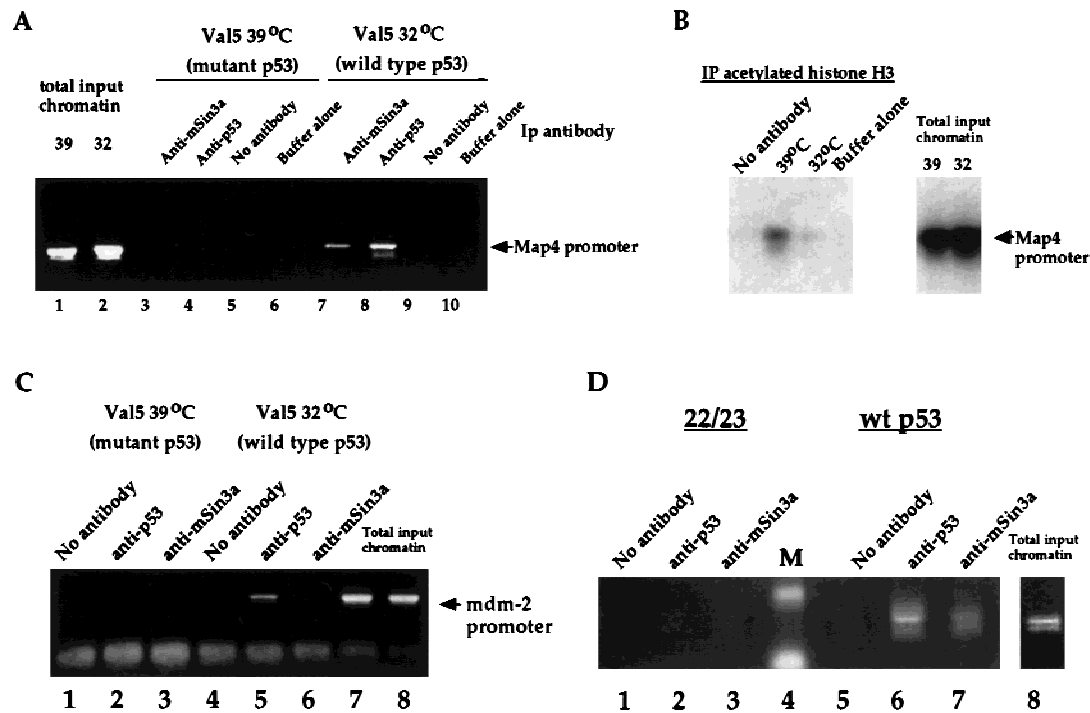 A
Val5 39°C
(mutant p53)
Val5 32°C
(wild type p53)
total input
chromatin
39 32
Anti-mSin3a
Anti-p53
No antibody
Buffer alone
Anti-mSin3a
Anti-p53
No antibody
Buffer alone
Ip antibody
Map4 promoter
1 2 3 4 5 6 7 8 9 10
B
IP acetylated histone H3
No antibody
39°C
32°C
Buffer alone
Total input
chromatin
39 32
Map4
promoter
C
Val5 39°C
(mutant p53)
Val5 32°C
(wild type p53)
No antibody
anti-p53
anti-mSin3a
No antibody
anti-p53
anti-mSin3a
Total input
chromatin
mdm-2
promoter
1 2 3 4 5 6 7 8
D
22/23
wt p53
No antibody
anti-p53
anti-mSin3a
M
No antibody
anti-p53
anti-mSin3a
Total input
chromatin
1 2 3 4 5 6 7 8